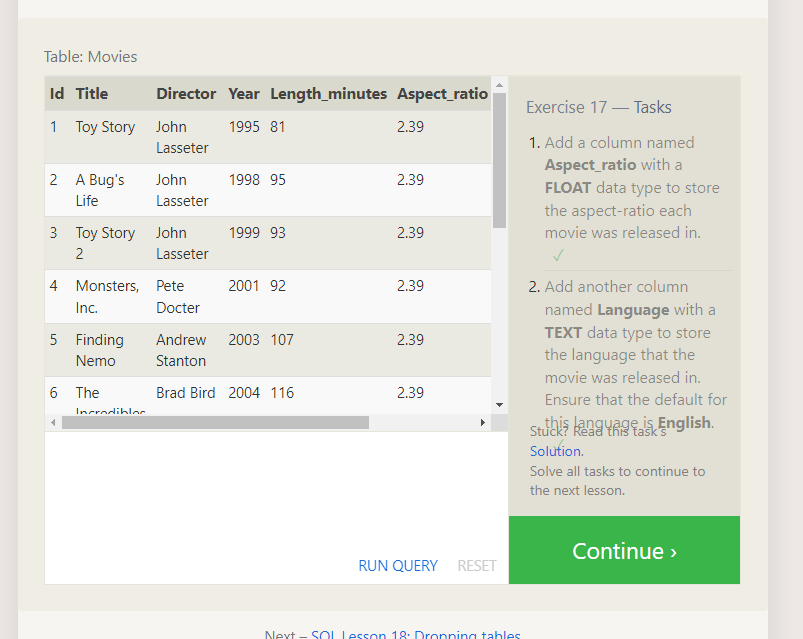 Table: Movies
Id Title Director Year Length_minutes Aspect_ratio
1 Toy Story John Lasseter 1995 81 2.39
2 A Bug's Life John Lasseter 1998 95 2.39
3 Toy Story 2 John Lasseter 1999 93 2.39
4 Monsters, Inc. Pete Docter 2001 92 2.39
5 Finding Nemo Andrew Stanton 2003 107 2.39
6 The Incredibles Brad Bird 2004 116 2.39
RUN QUERY RESET
Exercise 17 — Tasks
1. Add a column named
Aspect_ratio with a
FLOAT data type to store
the aspect-ratio each
movie was released in.
✓
2. Add another column
named Language with a
TEXT data type to store
the language that the
movie was released in.
Ensure that the default for
this language is English.
✓
Stuck? Read this task's
Solution.
Solve all tasks to continue to
the next lesson.
Continue ›
Next – SQL Lesson 18: Dropping tables